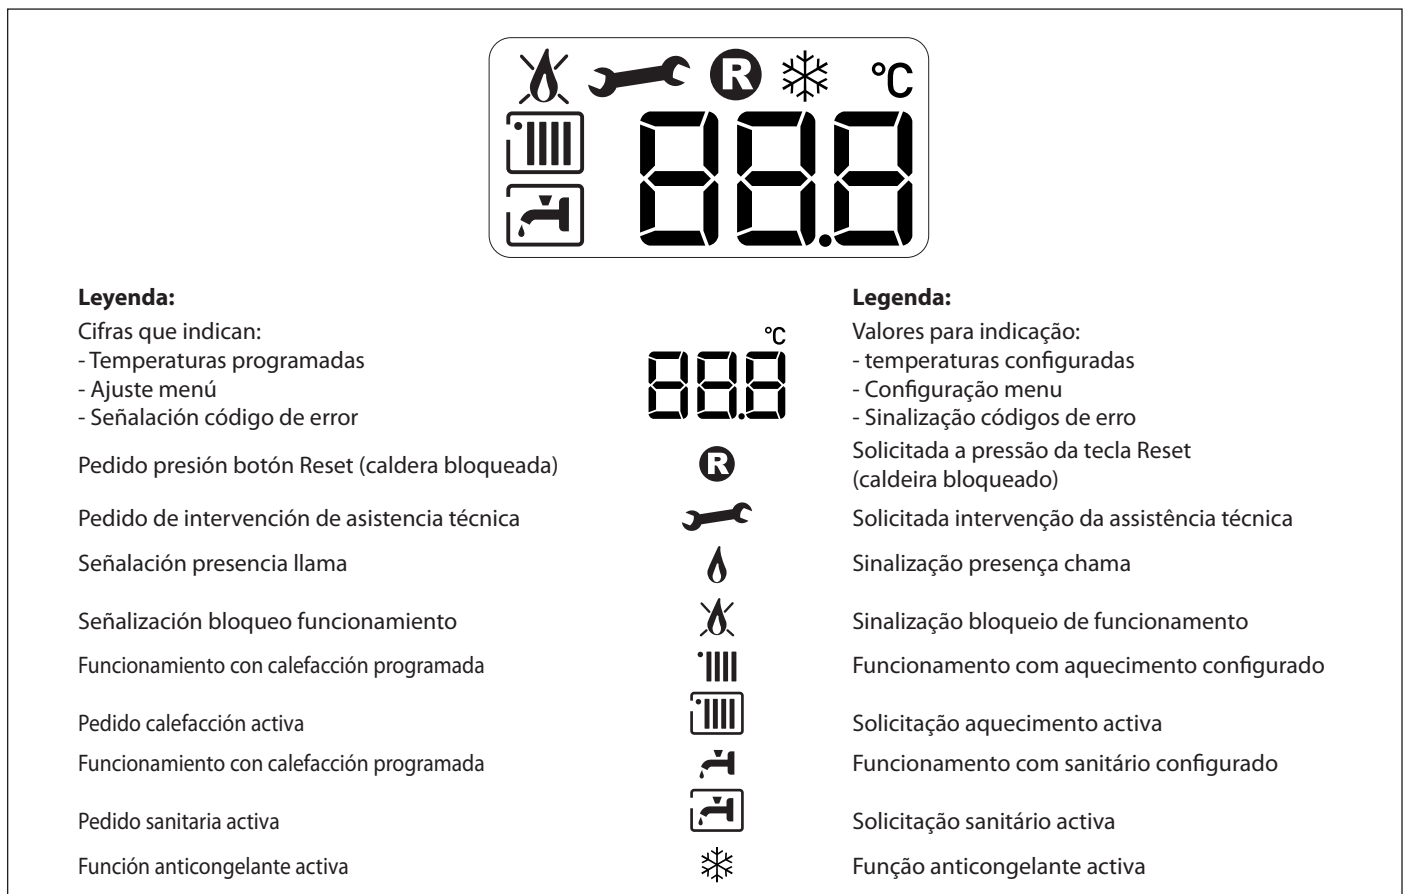 R °C
88.8
Leyenda:
Cifras que indican:
- Temperaturas programadas
- Ajuste menú
- Señalación código de error
°C
88.8
Legenda:
Valores para indicação:
- temperaturas configuradas
- Configuração menu
- Sinalização códigos de erro
Pedido presión botón Reset (caldera bloqueada)
R
Solicitada a pressão da tecla Reset
(caldeira bloqueado)
Pedido de intervención de asistencia técnica
Solicitada intervenção da assistência técnica
Señalación presencia llama
Sinalização presença chama
Señalización bloqueo funcionamiento
Sinalização bloqueio de funcionamento
Funcionamiento con calefacción programada
Funcionamento com aquecimento configurado
Pedido calefacción activa
Solicitação aquecimento activa
Funcionamiento con calefacción programada
Funcionamento com sanitário configurado
Pedido sanitaria activa
Solicitação sanitário activa
Función anticongelante activa
Função anticongelante activa